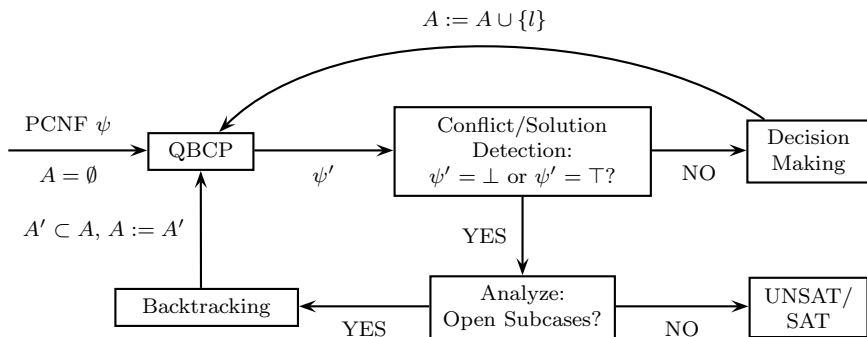 A := A ∪ {l}
PCNF ψ
A = ∅
QBCP
ψ′
Conflict/Solution
Detection:
ψ′ = ⊥ or ψ′ = ⊤?
NO
Decision
Making
A′ ⊂ A, A := A′
YES
Backtracking
YES
Analyze:
Open Subcases?
NO
UNSAT/
SAT